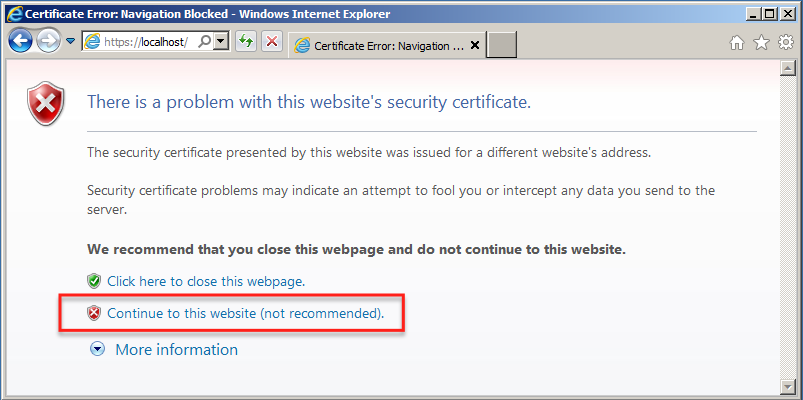 Certificate Error: Navigation Blocked - Windows Internet Explorer
https://localhost/
Certificate Error: Navigation ...
There is a problem with this website's security certificate.
The security certificate presented by this website was issued for a different website's address.
Security certificate problems may indicate an attempt to fool you or intercept any data you send to the
server.
We recommend that you close this webpage and do not continue to this website.
Click here to close this webpage.
Continue to this website (not recommended).
More information